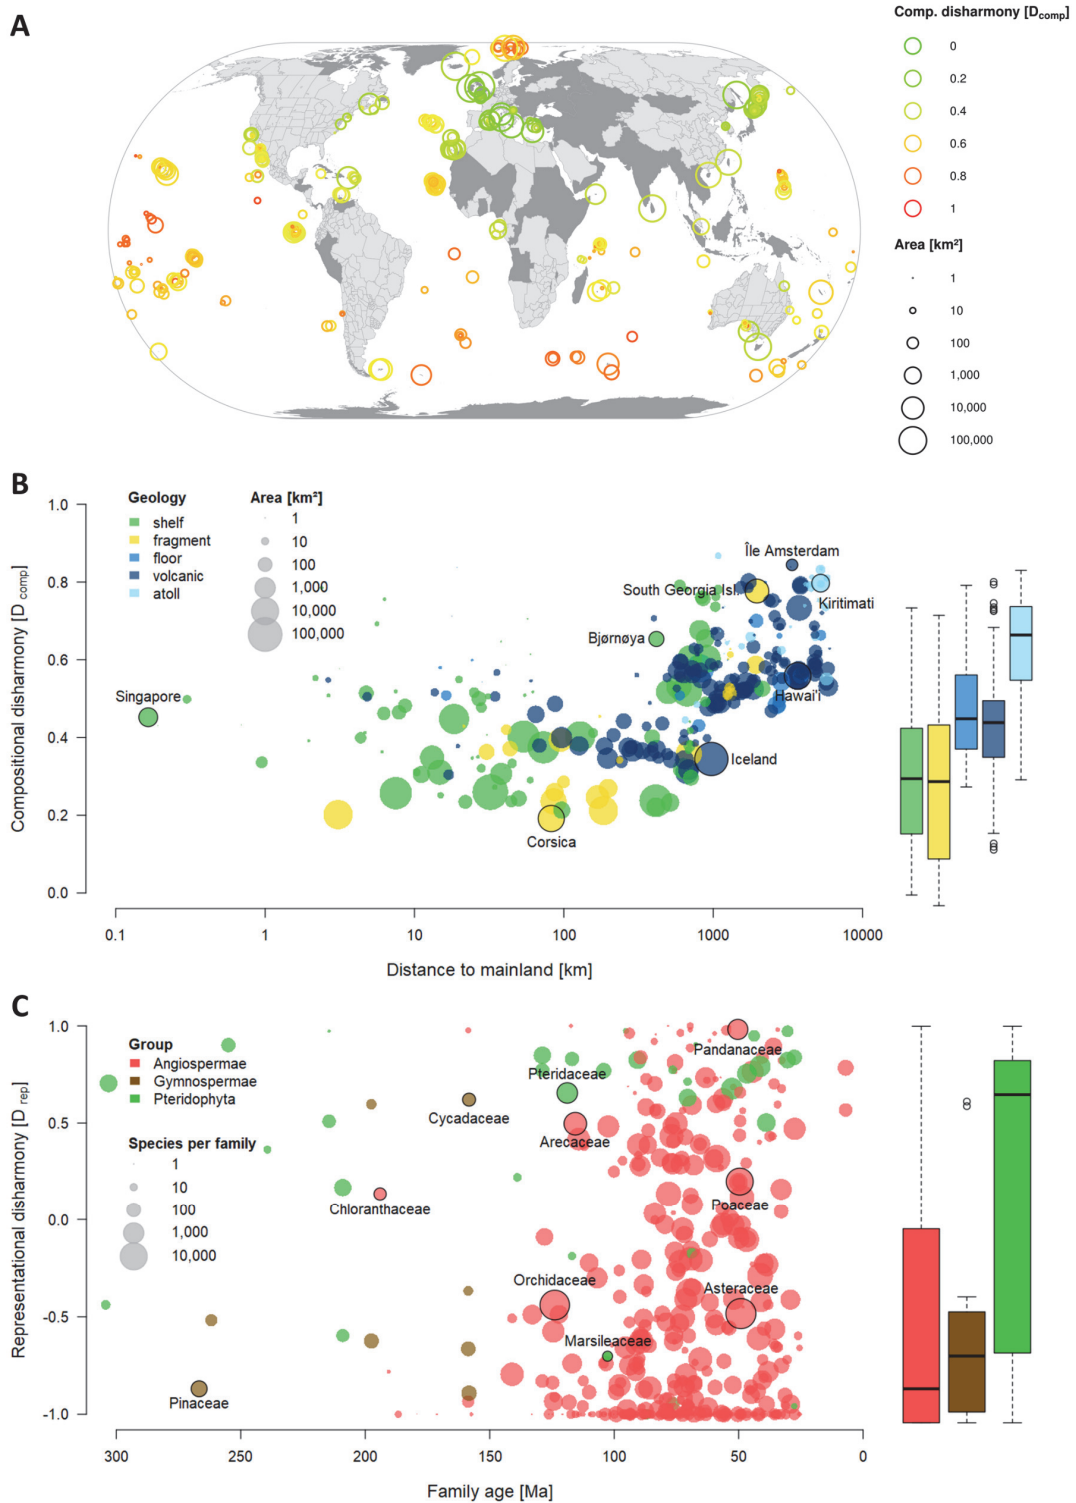 A
Comp. disharmony [Dcomp]
0
0.2
0.4
0.6
0.8
1
Area [km²]
1
10
100
1,000
10,000
100,000
B
Geology
shelf
fragment
floor
volcanic
atoll
Area [km²]
1
10
100
1,000
10,000
100,000
Compositional disharmony [D comp]
1.0
0.8
0.6
0.4
0.2
0.0
Île Amsterdam
South Georgia Isl.
Kiritimati
Bjørnøya
Singapore
Hawai'i
Iceland
Corsica
0.1 1 10 100 1000 10000
Distance to mainland [km]
C
Group
Angiospermae
Gymnospermae
Pteridophyta
Species per family
1
10
100
1,000
10,000
Representational disharmony [D rep]
1.0
0.5
0.0
-0.5
-1.0
Pandanaceae
Pteridaceae
Cycadaceae
Arecaceae
Chloranthaceae
Poaceae
Orchidaceae
Asteraceae
Marsileaceae
Pinaceae
300 250 200 150 100 50 0
Family age [Ma]